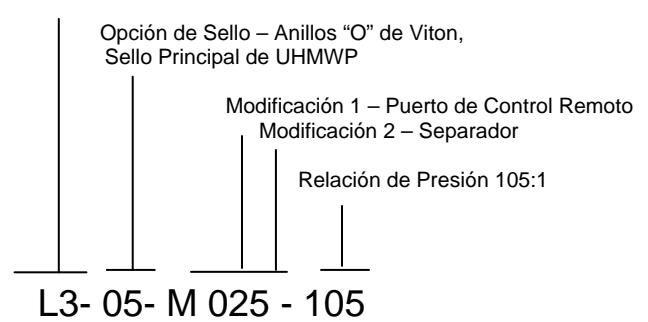 Opción de Sello – Anillos “O” de Viton,
Sello Principal de UHMWP
Modificación 1 – Puerto de Control Remoto
Modificación 2 – Separador
Relación de Presión 105:1
L3- 05- M 025 - 105